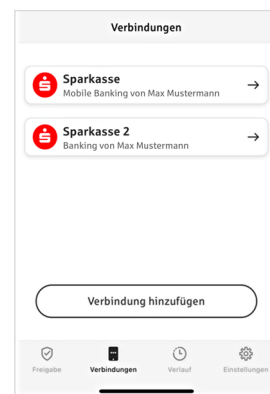 Verbindungen
Sparkasse
Mobile Banking von Max Mustermann
Sparkasse 2
Banking von Max Mustermann
Verbindung hinzufügen
Freigabe Verbindungen Verlauf Einstellungen